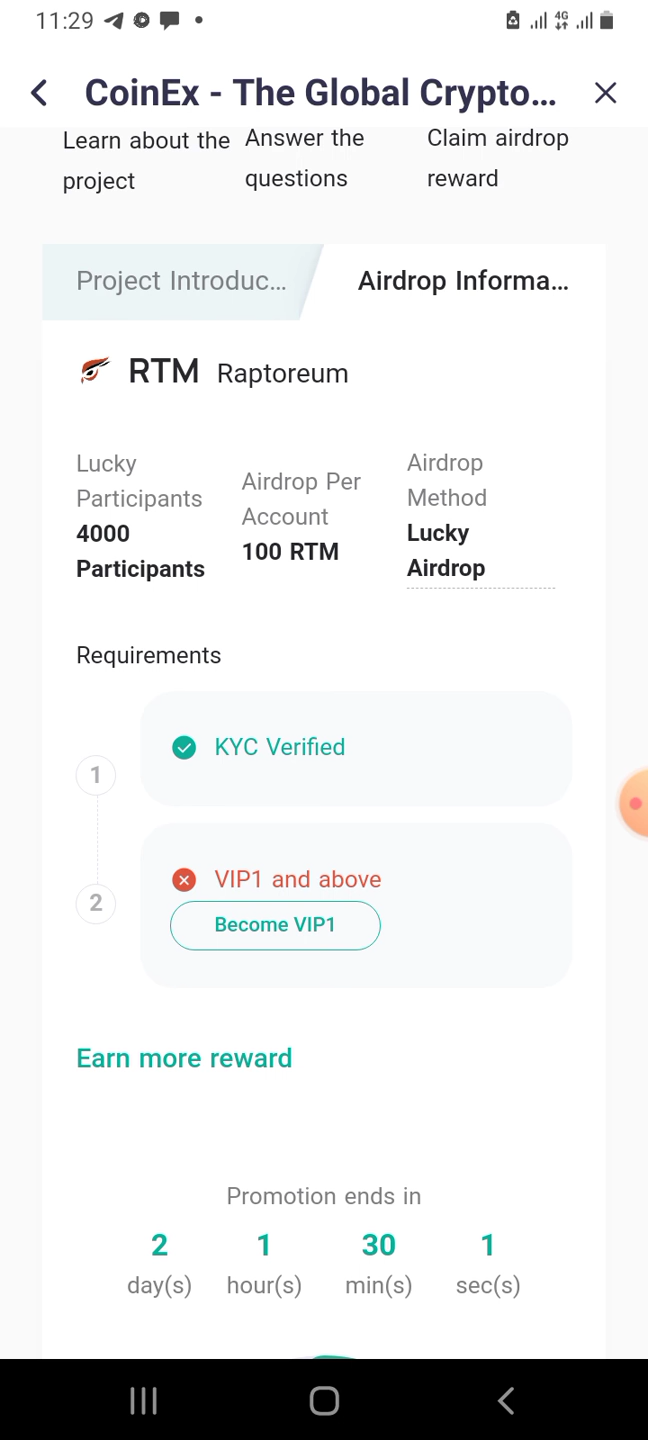 11:29
4G
CoinEx - The Global Crypto...
Learn about the project
Answer the questions
Claim airdrop reward
Project Introduc...
Airdrop Informa...
RTM Raptoreum
Lucky
Participants
4000
Participants
Airdrop Per
Account
100 RTM
Airdrop
Method
Lucky
Airdrop
Requirements
1
KYC Verified
2
VIP1 and above
Become VIP1
Earn more reward
Promotion ends in
2 1 30 1
day(s) hour(s) min(s) sec(s)